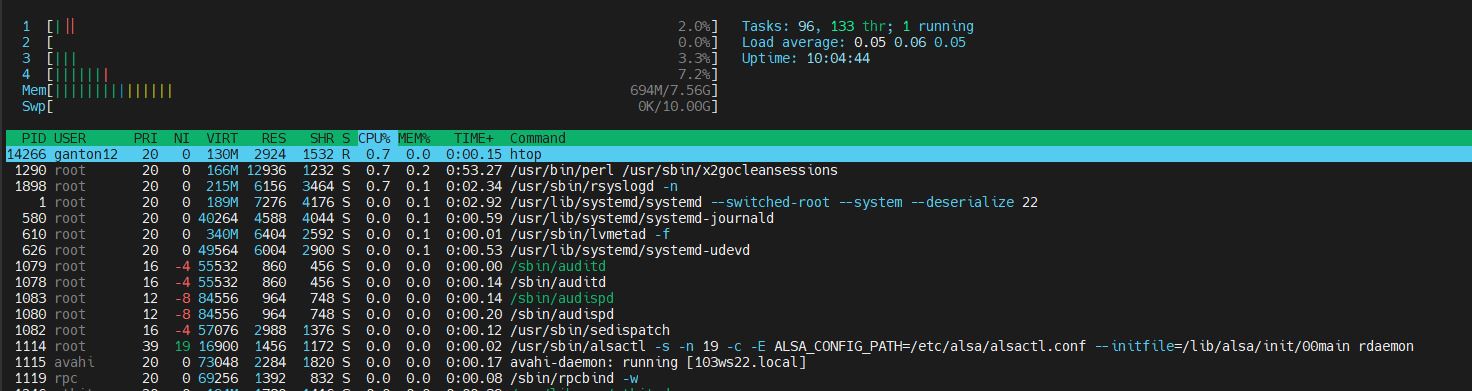 1 [||| 2.0%] Tasks: 96, 133 thr; 1 running
2 [ 0.0%] Load average: 0.05 0.06 0.05
3 [||| 3.3%] Uptime: 10:04:44
4 [||||||| 7.2%]
Mem[||||||||||||||| 694M/7.56G]
Swp[ 0K/10.00G]
PID USER PRI NI VIRT RES SHR S CPU% MEM% TIME+ Command
14266 ganton12 20 0 130M 2924 1532 R 0.7 0.0 0:00.15 htop
1290 root 20 0 166M 12936 1232 S 0.7 0.2 0:53.27 /usr/bin/perl /usr/sbin/x2gocleansessions
1898 root 20 0 215M 6156 3464 S 0.7 0.1 0:02.34 /usr/sbin/rsyslogd -n
1 root 20 0 189M 7276 4176 S 0.0 0.1 0:02.92 /usr/lib/systemd/systemd --switched-root --system --deserialize 22
580 root 20 0 40264 4588 4044 S 0.0 0.1 0:00.59 /usr/lib/systemd/systemd-journald
610 root 20 0 340M 6404 2592 S 0.0 0.1 0:00.01 /usr/sbin/lvmetad -f
626 root 20 0 49564 6004 2900 S 0.0 0.1 0:00.53 /usr/lib/systemd/systemd-udevd
1079 root 16 -4 55532 860 456 S 0.0 0.0 0:00.00 /sbin/auditd
1078 root 16 -4 55532 860 456 S 0.0 0.0 0:00.14 /sbin/auditd
1083 root 12 -8 84556 964 748 S 0.0 0.0 0:00.14 /sbin/audispd
1080 root 12 -8 84556 964 748 S 0.0 0.0 0:00.20 /sbin/audispd
1082 root 16 -4 57076 2988 1376 S 0.0 0.0 0:00.12 /usr/sbin/sedispatch
1114 root 39 19 16900 1456 1172 S 0.0 0.0 0:00.02 /usr/sbin/alsactl -s -n 19 -c -E ALSA_CONFIG_PATH=/etc/alsa/alsactl.conf --initfile=/lib/alsa/init/00main rdaemon
1115 avahi 20 0 73048 2284 1820 S 0.0 0.0 0:00.17 avahi-daemon: running [103ws22.local]
1119 rpc 20 0 69256 1392 832 S 0.0 0.0 0:00.08 /sbin/rpcbind -w